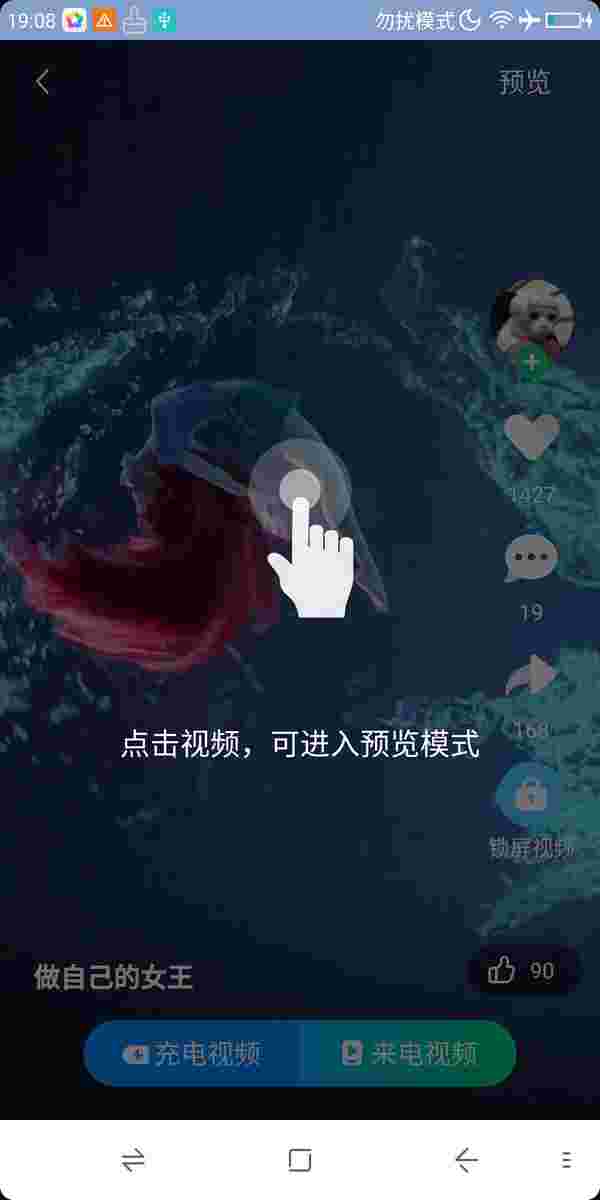 19:08
勿扰模式
预览
1427
19
168
点击视频，可进入预览模式
锁屏视频
做自己的女王
90
充电视频
来电视频